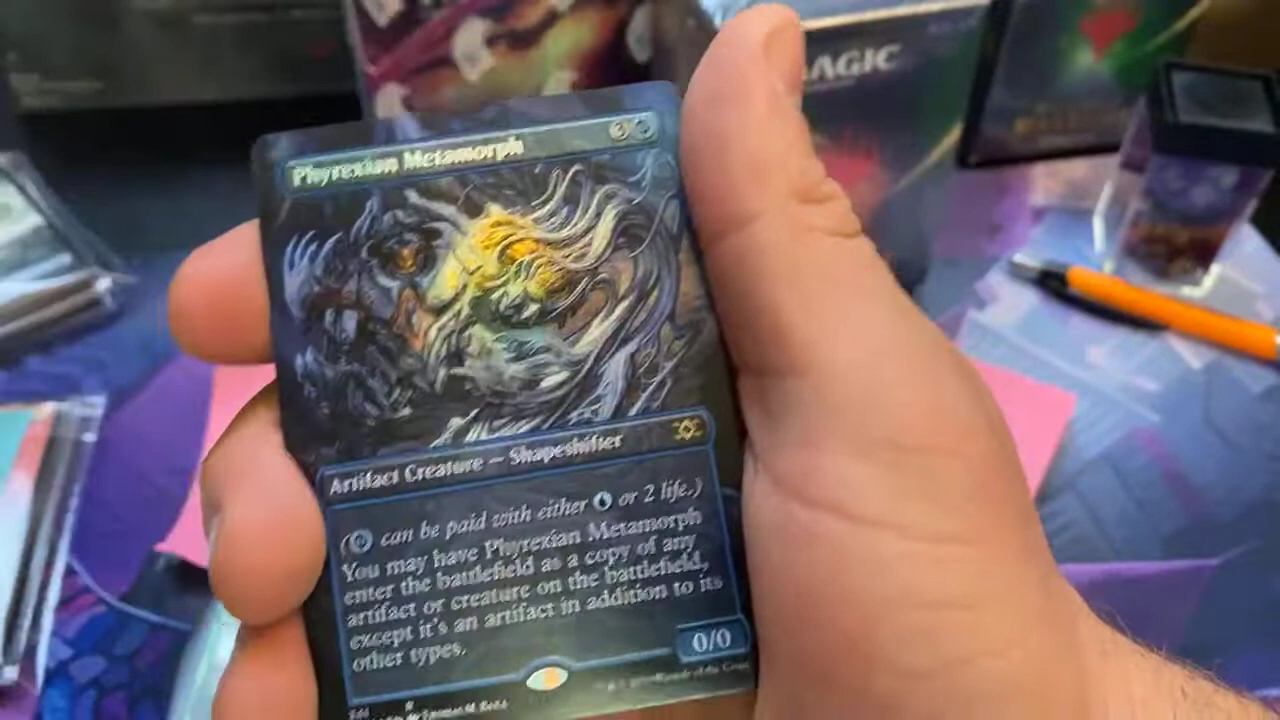 MAGIC
Phyrexian Metamorph
3
Artifact Creature — Shapeshifter
( can be paid with either or 2 life.)
You may have Phyrexian Metamorph
enter the battlefield as a copy of any
artifact or creature on the battlefield,
except it's an artifact in addition to its
other types.
0/0